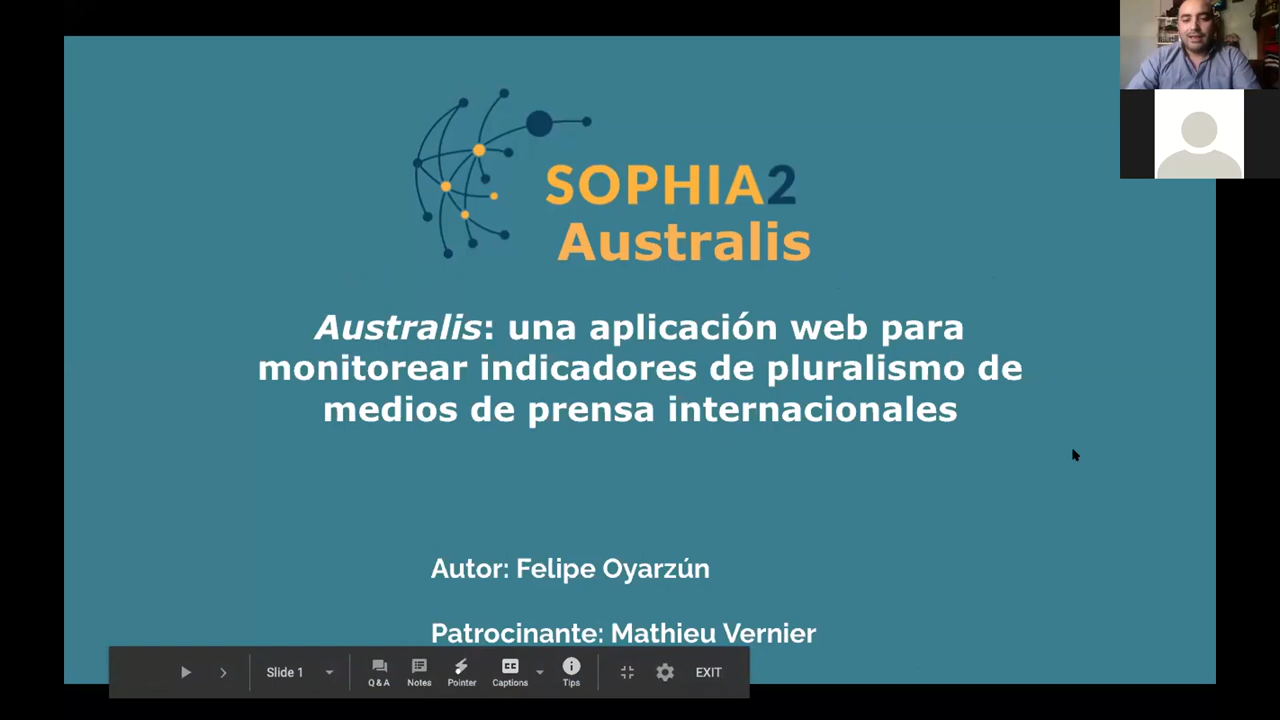 SOPHIA2
Australis
Australis: una aplicación web para
monitorear indicadores de pluralismo de
medios de prensa internacionales
Autor: Felipe Oyarzún
Patrocinante: Mathieu Vernier
Slide 1
Q & A
Notes
Pointer
CC
Captions
Tips
EXIT